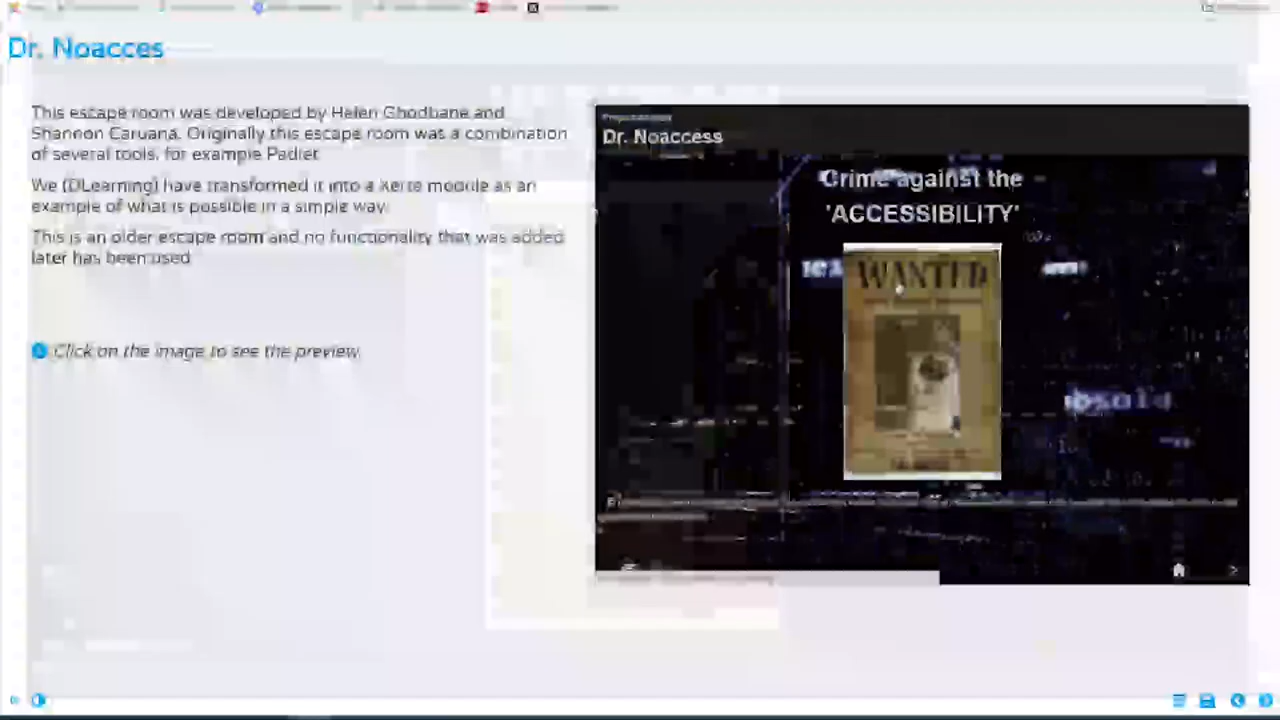 Dr. Noacces
This escape room was developed by Helen Ghodbane and
Shannon Caruana. Originally this escape room was a combination
of several tools, for example Padlet
We (DLearning) have transformed it into a Xerte module as an
example of what is possible in a simple way.
This is an older escape room and no functionality that was added
later has been used
Click on the image to see the preview
Dr. Noaccess
Crime against the
'ACCESSIBILITY'
WANTED